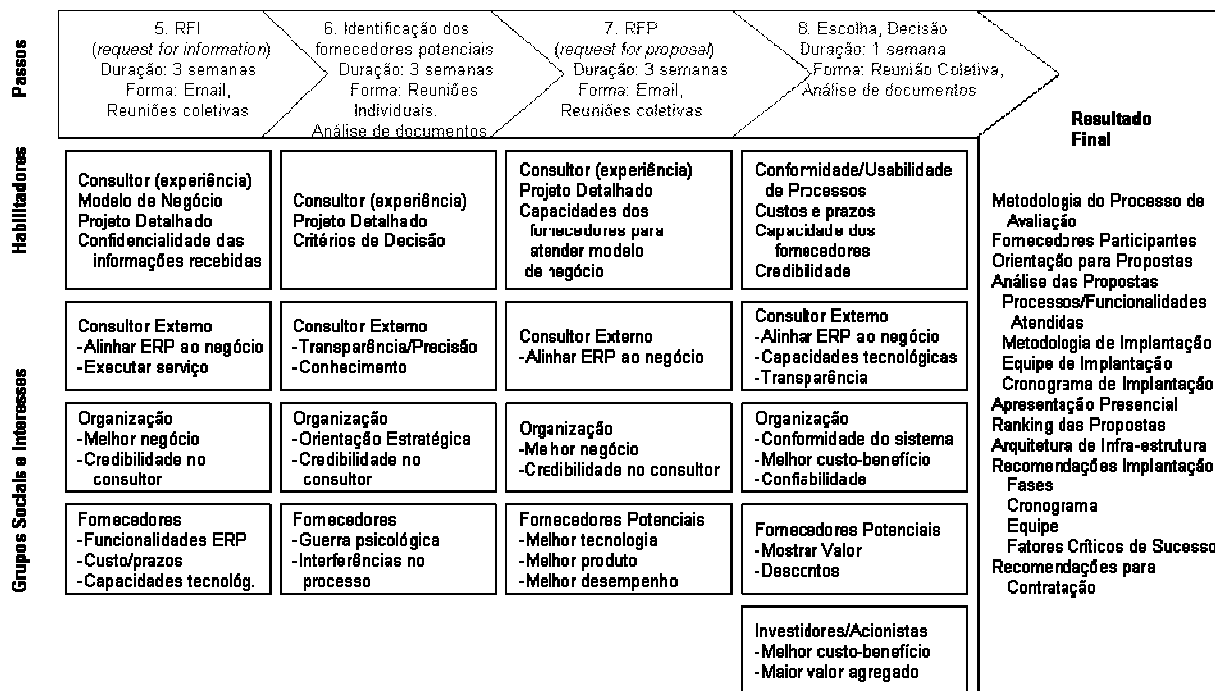 Passos
5. RFI
(request for information)
Duração: 3 semanas
Forma: Email,
Reuniões coletivas
6. Identificação dos
fornecedores potenciais
Duração: 3 semanas
Forma: Reuniões
Individuais.
Análise de documentos
7. RFP
(request for proposal)
Duração: 3 semanas
Forma: Email,
Reuniões coletivas
8. Escolha, Decisão
Duração: 1 semana
Forma: Reunião Coletiva,
Análise de documentos
Resultado
Final
Habilitadores
Consultor (experiência)
Modelo de Negócio
Projeto Detalhado
Confidencialidade das
informações recebidas
Consultor (experiência)
Projeto Detalhado
Critérios de Decisão
Consultor (experiência)
Projeto Detalhado
Capacidades dos
fornecedores para
atender modelo
de negócio
Conformidade/Usabilidade
de Processos
Custos e prazos
Capacidade dos
fornecedores
Credibilidade
Grupos Sociais e Interesses
Consultor Externo
-Alinhar ERP ao negócio
-Executar serviço
Consultor Externo
-Transparência/Precisão
-Conhecimento
Consultor Externo
-Alinhar ERP ao negócio
Consultor Externo
-Alinhar ERP ao negócio
-Capacidades tecnológicas
-Transparência
Organização
-Melhor negócio
-Credibilidade no
consultor
Organização
-Orientação Estratégica
-Credibilidade no
consultor
Organização
-Melhor negócio
-Credibilidade no consultor
Organização
-Conformidade do sistema
-Melhor custo-benefício
-Confiabilidade
Fornecedores
-Funcionalidades ERP
-Custo/prazos
-Capacidades tecnológ.
Fornecedores
-Guerra psicológica
-Interferências no
processo
Fornecedores Potenciais
-Melhor tecnologia
-Melhor produto
-Melhor desempenho
Fornecedores Potenciais
-Mostrar Valor
-Descontos
Investidores/Acionistas
-Melhor custo-benefício
-Maior valor agregado
Metodologia do Processo de
Avaliação
Fornecedores Participantes
Orientação para Propostas
Análise das Propostas
Processos/Funcionalidades
Atendidas
Metodologia de Implantação
Equipe de Implantação
Cronograma de Implantação
Apresentação Presencial
Ranking das Propostas
Arquitetura de Infra-estrutura
Recomendações Implantação
Fases
Cronograma
Equipe
Fatores Críticos de Sucesso
Recomendações para
Contratação